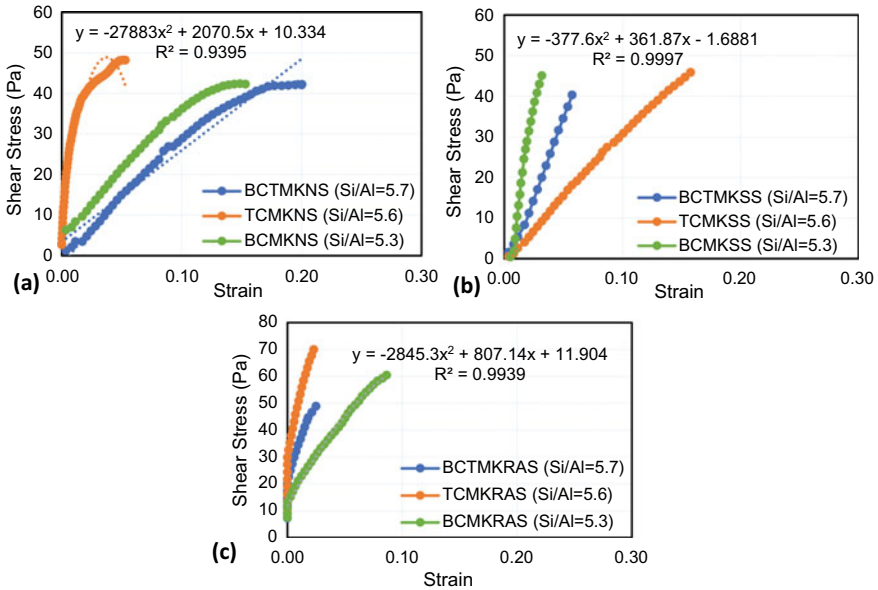 y = -27883x² + 2070.5x + 10.334
R² = 0.9395
60
50
40
30
20
10
0
Shear Stress (Pa)
BCTMKNS (Si/Al=5.7)
TCMKNS (Si/Al=5.6)
BCMKNS (Si/Al=5.3)
0.00 0.10 0.20 0.30
Strain
(a)
y = -377.6x² + 361.87x - 1.6881
R² = 0.9997
60
50
40
30
20
10
0
Shear Stress (Pa)
BCTMKSS (Si/Al=5.7)
TCMKSS (Si/Al=5.6)
BCMKSS (Si/Al=5.3)
0.00 0.10 0.20 0.30
Strain
(b)
y = -2845.3x² + 807.14x + 11.904
R² = 0.9939
80
70
60
50
40
30
20
10
0
Shear Stress (Pa)
BCTMKRAS (Si/Al=5.7)
TCMKRAS (Si/Al=5.6)
BCMKRAS (Si/Al=5.3)
0.00 0.10 0.20 0.30
Strain
(c)